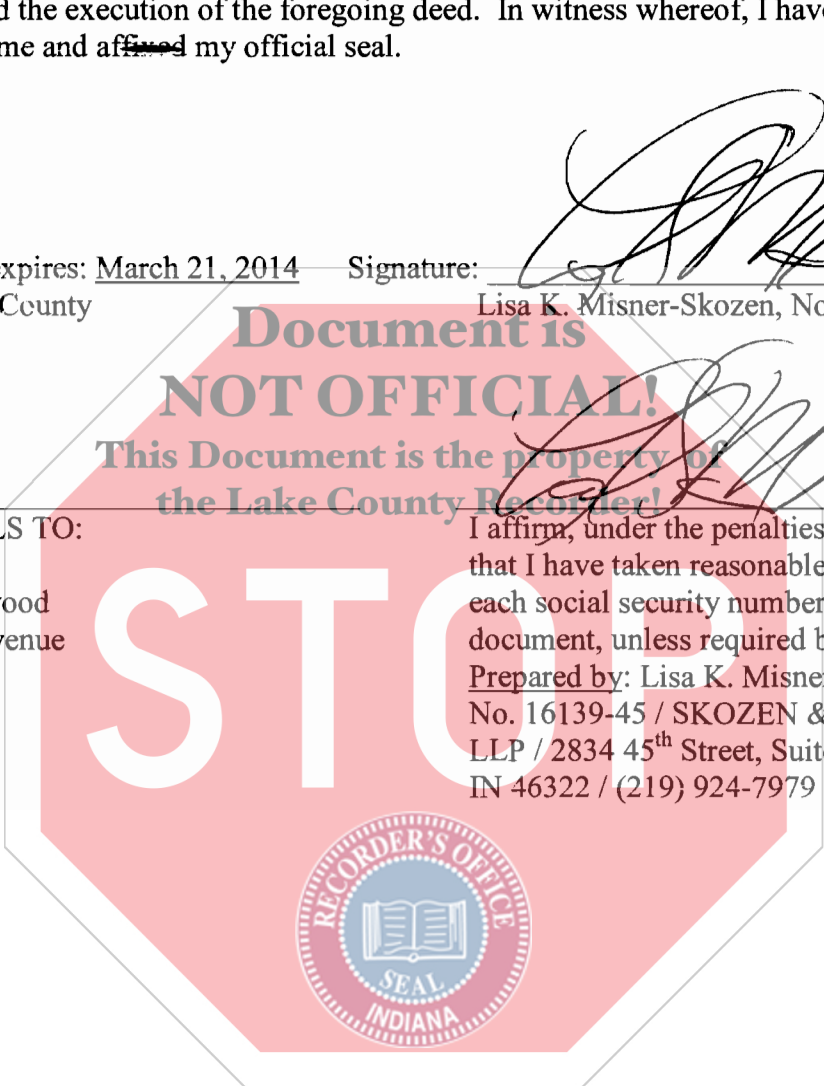 d the execution of the foregoing deed.  In witness whereof, I have
me and affixed my official seal.
xpires: March 21, 2014 Signature:
County
Lisa K. Misner-Skozen, No
Document is
NOT OFFICIAL!
This Document is the property of
the Lake County Recorder!
LS TO:
ood
venue
I affirm, under the penalties
that I have taken reasonable
each social security number
document, unless required b
Prepared by: Lisa K. Misne
No. 16139-45 / SKOZEN &
LLP / 2834 45th Street, Suit
IN 46322 / (219) 924-7979
STOP
RECORDER'S OFFICE
SEAL
INDIANA